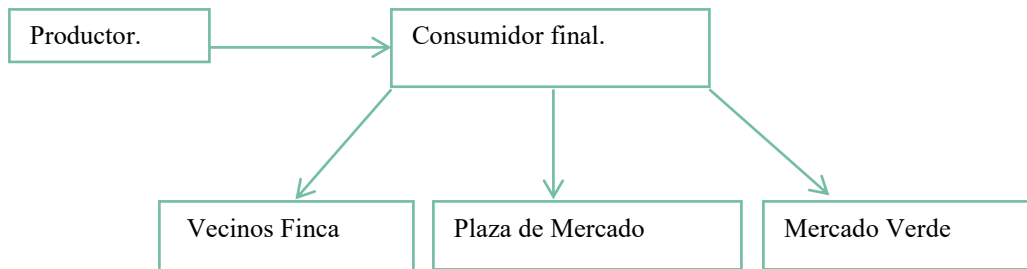 Productor.
Consumidor final.
Vecinos Finca
Plaza de Mercado
Mercado Verde